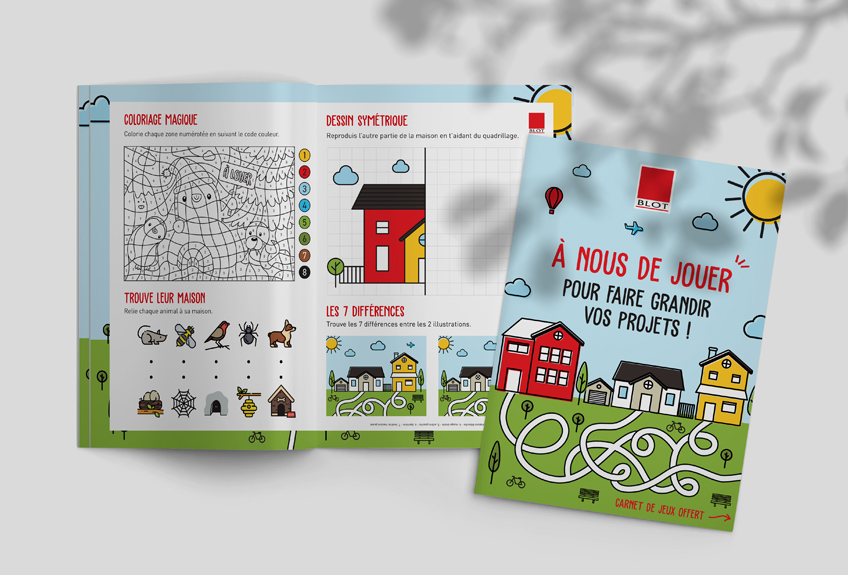 COLORIAGE MAGIQUE
Colorie chaque zone numérotée en suivant le code couleur.
À LOUER
1
2
3
4
5
6
7
8
TROUVE LEUR MAISON
Relie chaque animal à sa maison.
DESSIN SYMÉTRIQUE
Reproduis l'autre partie de la maison en t'aidant du quadrillage.
BLOT
LES 7 DIFFÉRENCES
Trouve les 7 différences entre les 2 illustrations.
BLOT
À NOUS DE JOUER
POUR FAIRE GRANDIR
VOS PROJETS !
CARNET DE JEUX OFFERT